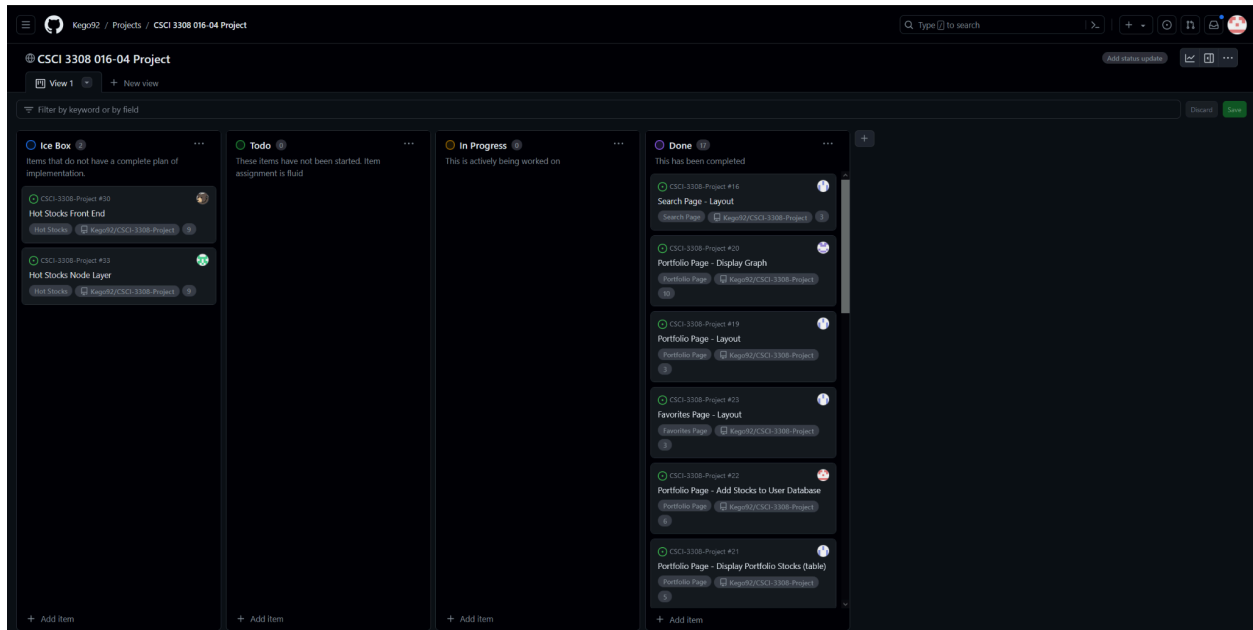 Kego92 / Projects / CSCI 3308 016-04 Project
Type / to search
CSCI 3308 016-04 Project
Add status update
View 1
+ New view
Filter by keyword or by field
Discard
Save
Ice Box 2
Items that do not have a complete plan of
implementation.
CSCI-3308-Project #30
Hot Stocks Front End
Hot Stocks
Kego92/CSCI-3308-Project
9
CSCI-3308-Project #33
Hot Stocks Node Layer
Hot Stocks
Kego92/CSCI-3308-Project
9
+ Add item
Todo 0
These items have not been started. Item
assignment is fluid
+ Add item
In Progress 0
This is actively being worked on
+ Add item
Done 17
This has been completed
CSCI-3308-Project #16
Search Page - Layout
Search Page
Kego92/CSCI-3308-Project
3
CSCI-3308-Project #20
Portfolio Page - Display Graph
Portfolio Page
Kego92/CSCI-3308-Project
10
CSCI-3308-Project #19
Portfolio Page - Layout
Portfolio Page
Kego92/CSCI-3308-Project
3
CSCI-3308-Project #23
Favorites Page - Layout
Favorites Page
Kego92/CSCI-3308-Project
3
CSCI-3308-Project #22
Portfolio Page - Add Stocks to User Database
Portfolio Page
Kego92/CSCI-3308-Project
6
CSCI-3308-Project #21
Portfolio Page - Display Portfolio Stocks (table)
Portfolio Page
Kego92/CSCI-3308-Project
5
+ Add item